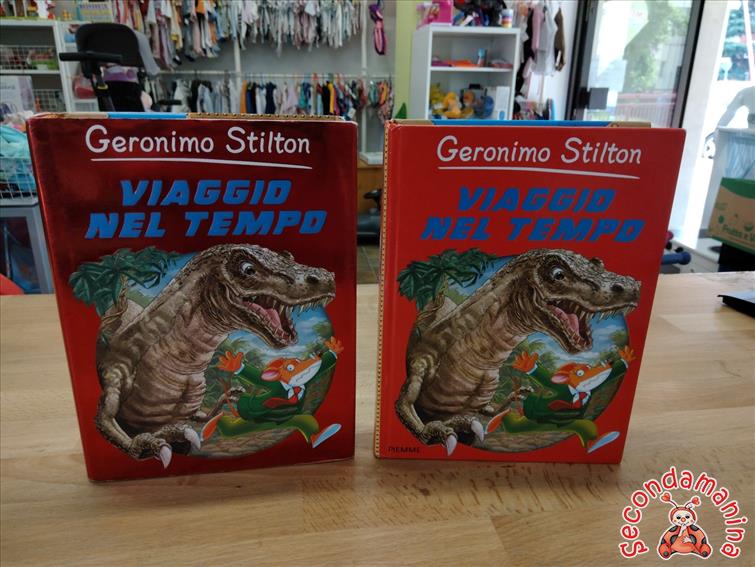 Geronimo Stilton
VIAGGIO
NEL TEMPO
Geronimo Stilton
VIAGGIO
NEL TEMPO
PIEMME
Secondamanina